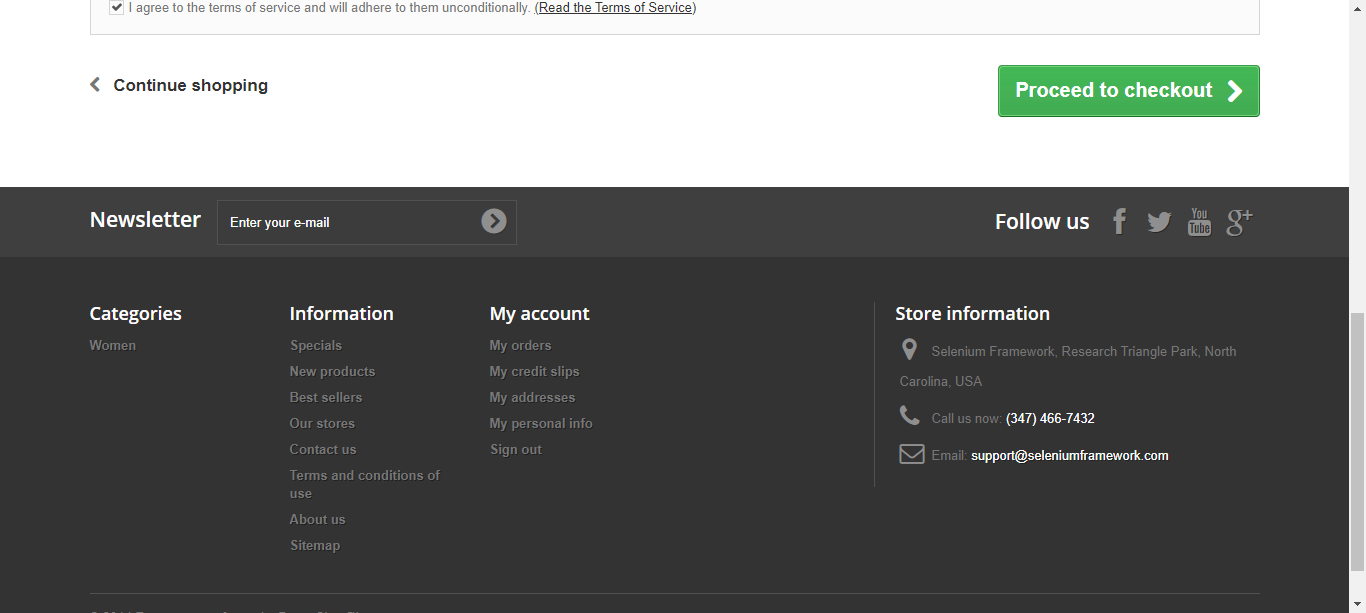 I agree to the terms of service and will adhere to them unconditionally. (Read the Terms of Service)
Continue shopping
Proceed to checkout
Newsletter
Enter your e-mail
Follow us
f
You
Tube
g+
Categories
Women
Information
Specials
New products
Best sellers
Our stores
Contact us
Terms and conditions of
use
About us
Sitemap
My account
My orders
My credit slips
My addresses
My personal info
Sign out
Store information
Selenium Framework, Research Triangle Park, North
Carolina, USA
Call us now: (347) 466-7432
Email: support@seleniumframework.com